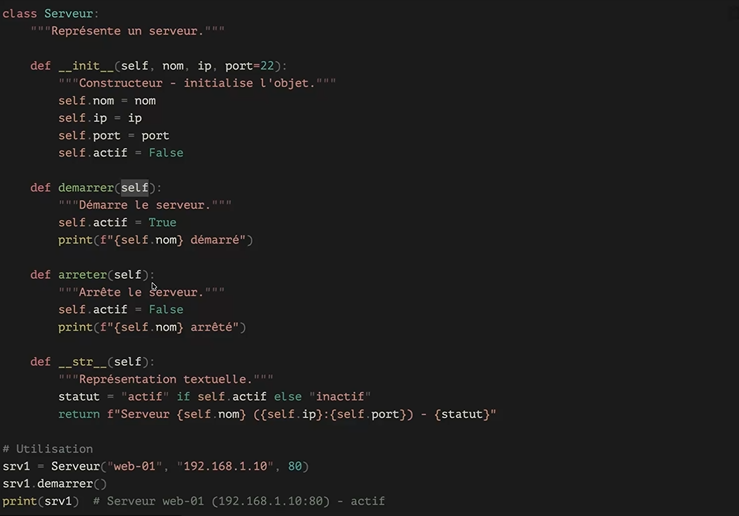 class Serveur:
    """Représente un serveur."""

    def __init__(self, nom, ip, port=22):
        """Constructeur - initialise l'objet."""
        self.nom = nom
        self.ip = ip
        self.port = port
        self.actif = False

    def demarrer(self):
        """Démarre le serveur."""
        self.actif = True
        print(f"{self.nom} démarré")

    def arreter(self):
        """Arrête le serveur."""
        self.actif = False
        print(f"{self.nom} arrêté")

    def __str__(self):
        """Représentation textuelle."""
        statut = "actif" if self.actif else "inactif"
        return f"Serveur {self.nom} ({self.ip}:{self.port}) - {statut}"

# Utilisation
srv1 = Serveur("web-01", "192.168.1.10", 80)
srv1.demarrer()
print(srv1)  # Serveur web-01 (192.168.1.10:80) - actif